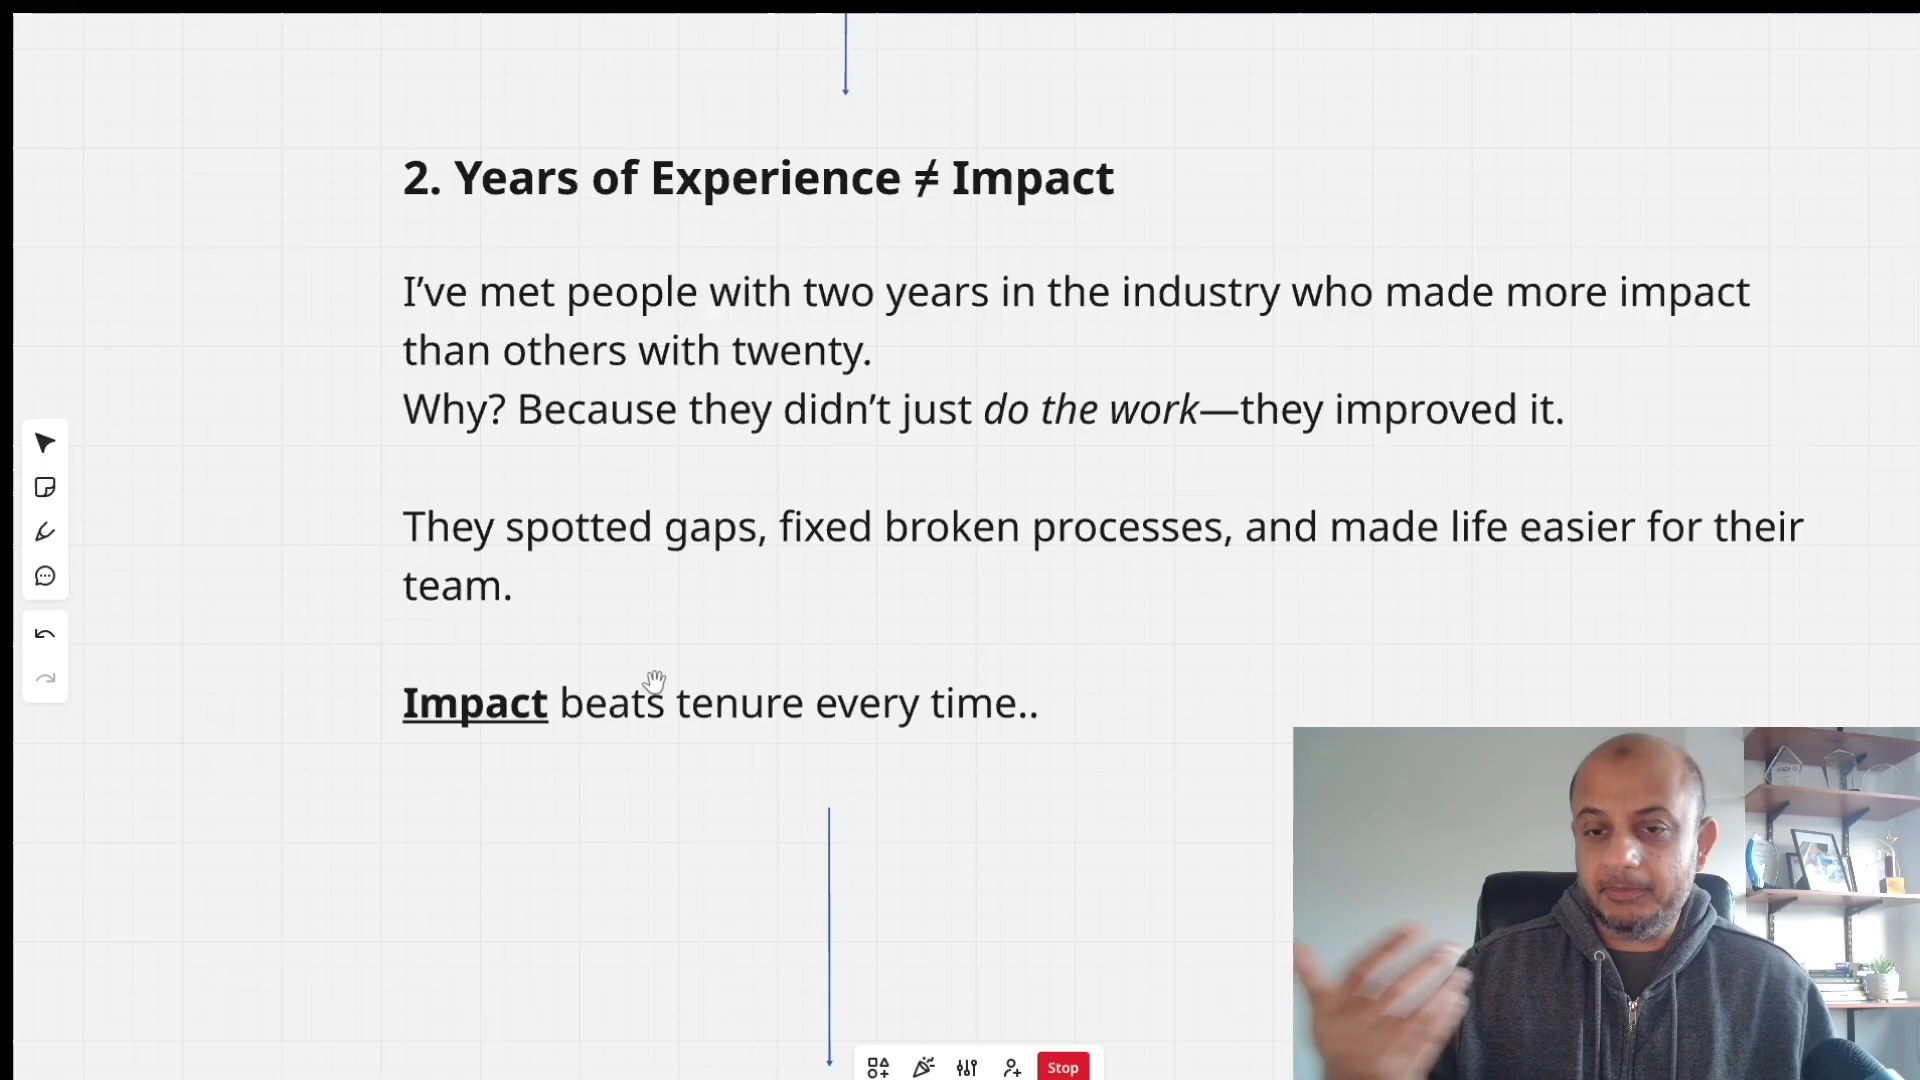 2. Years of Experience ≠ Impact
I’ve met people with two years in the industry who made more impact
than others with twenty.
Why? Because they didn’t just do the work—they improved it.
They spotted gaps, fixed broken processes, and made life easier for their
team.
Impact beats tenure every time..
Stop